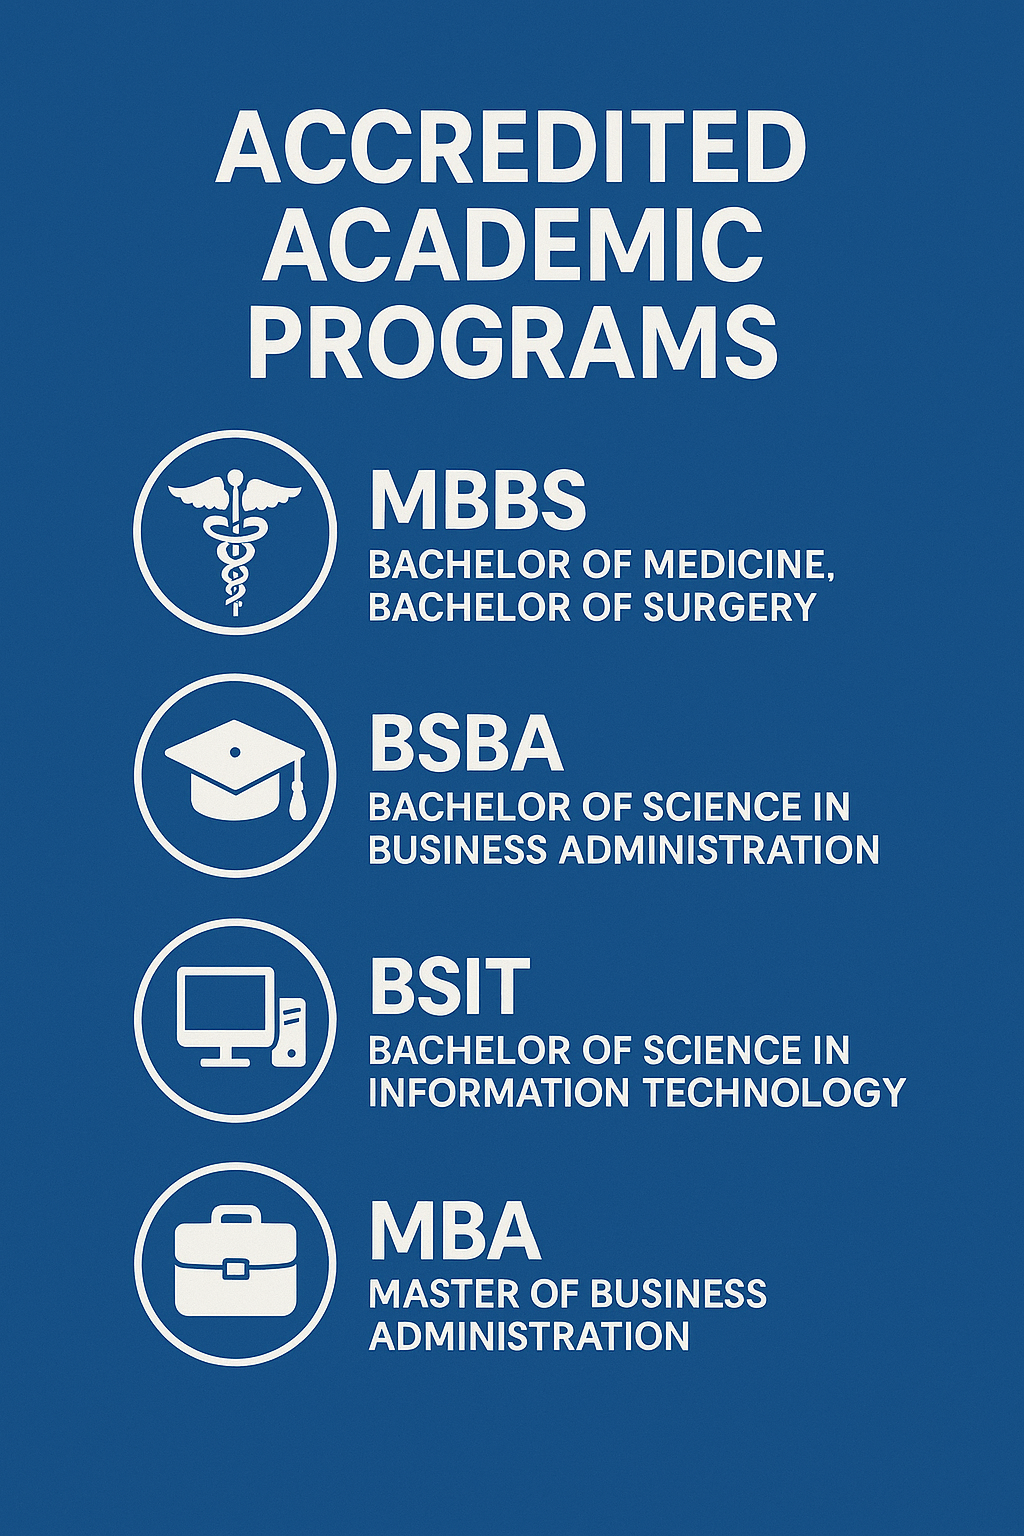 ACCREDITED
ACADEMIC
PROGRAMS
MBBS
BACHELOR OF MEDICINE,
BACHELOR OF SURGERY
BSBA
BACHELOR OF SCIENCE IN
BUSINESS ADMINISTRATION
BSIT
BACHELOR OF SCIENCE IN
INFORMATION TECHNOLOGY
MBA
MASTER OF BUSINESS
ADMINISTRATION